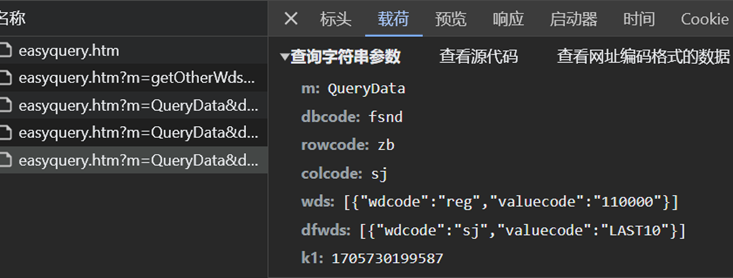 名称
easyquery.htm
easyquery.htm?m=getOtherWds...
easyquery.htm?m=QueryData&d...
easyquery.htm?m=QueryData&d...
easyquery.htm?m=QueryData&d...
标头 载荷 预览 响应 启动器 时间 Cookie
▼查询字符串参数 查看源代码 查看网址编码格式的数据
m: QueryData
dbcode: fsnd
rowcode: zb
colcode: sj
wds: [{"wdcode":"reg","valuecode":"110000"}]
dfwds: [{"wdcode":"sj","valuecode":"LAST10"}]
k1: 1705730199587